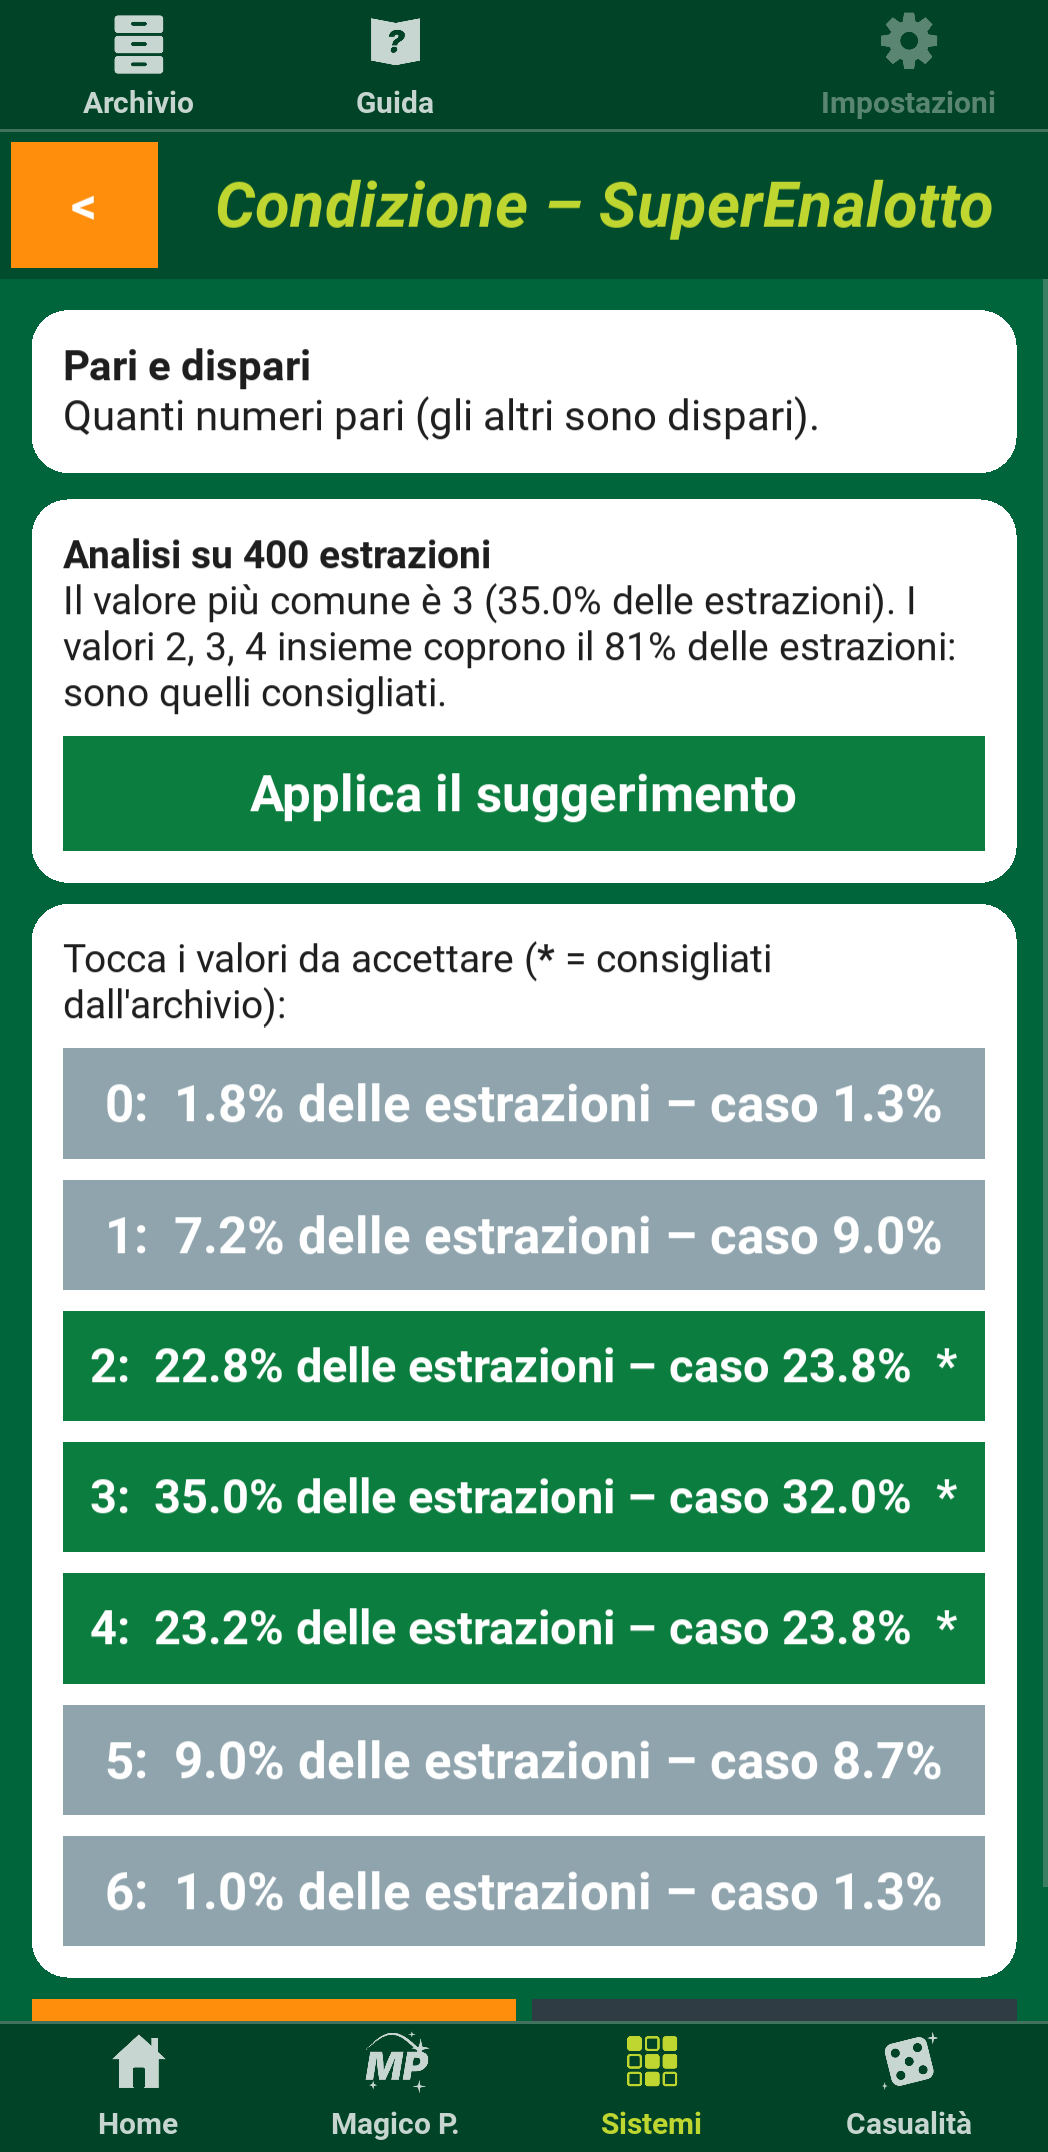 Archivio
Guida
Impostazioni
<
Condizione – SuperEnalotto
Pari e dispari
Quanti numeri pari (gli altri sono dispari).
Analisi su 400 estrazioni
Il valore più comune è 3 (35.0% delle estrazioni). I
valori 2, 3, 4 insieme coprono il 81% delle estrazioni:
sono quelli consigliati.
Applica il suggerimento
Tocca i valori da accettare (* = consigliati
dall'archivio):
0: 1.8% delle estrazioni – caso 1.3%
1: 7.2% delle estrazioni – caso 9.0%
2: 22.8% delle estrazioni – caso 23.8% *
3: 35.0% delle estrazioni – caso 32.0% *
4: 23.2% delle estrazioni – caso 23.8% *
5: 9.0% delle estrazioni – caso 8.7%
6: 1.0% delle estrazioni – caso 1.3%
MP
Home
Magico P.
Sistemi
Casualità